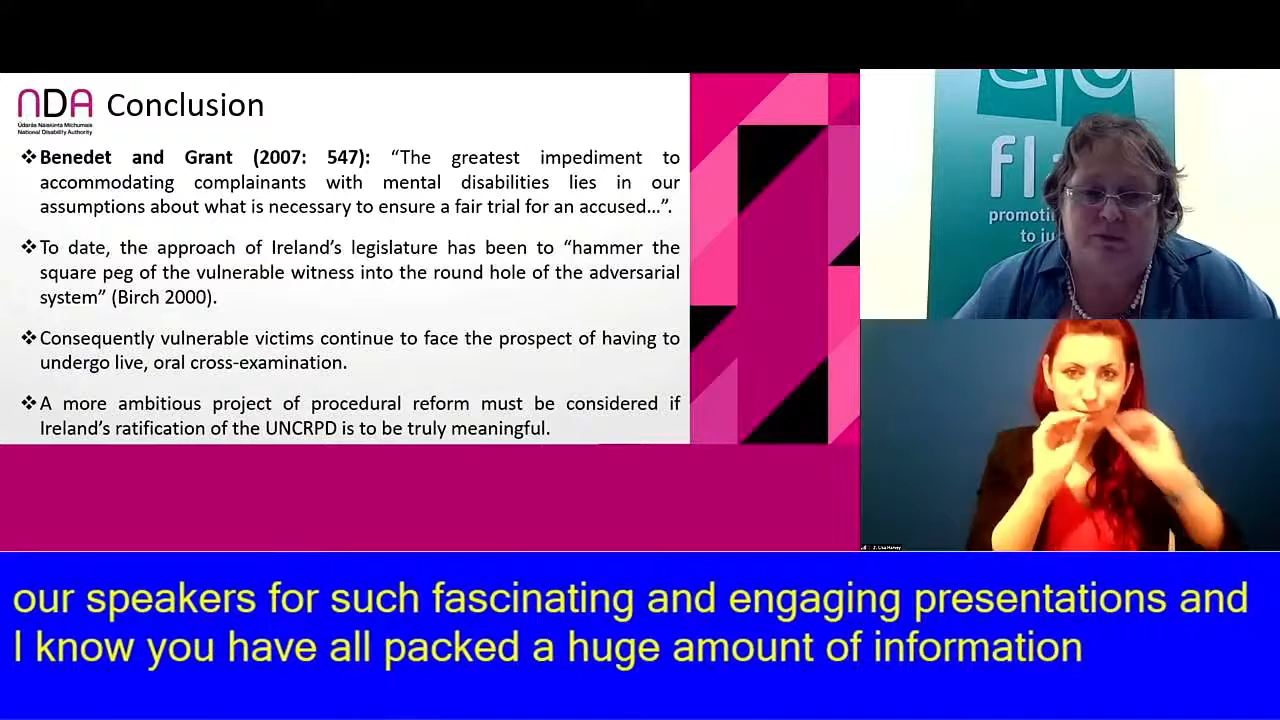 NDA Conclusion
Údarás Náisiúnta Míchumais
National Disability Authority
❖Benedet and Grant (2007: 547): “The greatest impediment to
accommodating complainants with mental disabilities lies in our
assumptions about what is necessary to ensure a fair trial for an accused…”.
❖To date, the approach of Ireland’s legislature has been to “hammer the
square peg of the vulnerable witness into the round hole of the adversarial
system” (Birch 2000).
❖Consequently vulnerable victims continue to face the prospect of having to
undergo live, oral cross-examination.
❖A more ambitious project of procedural reform must be considered if
Ireland’s ratification of the UNCRPD is to be truly meaningful.
fl
promoti
to ju
Lisa Harvey
our speakers for such fascinating and engaging presentations and
I know you have all packed a huge amount of information